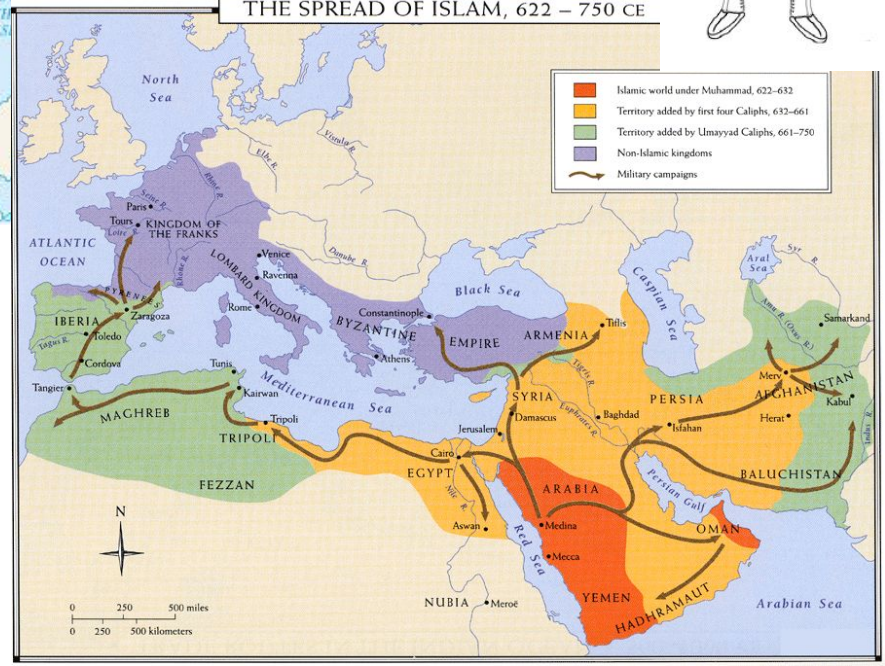 THE SPREAD OF ISLAM, 622 – 750 CE
Islamic world under Muhammad, 622–632
Territory added by first four Caliphs, 632–661
Territory added by Umayyad Caliphs, 661–750
Non-Islamic kingdoms
Military campaigns
North
Sea
Elbe R.
Vistula R.
Rhine R.
Seine R.
Paris
Tours
Loire R.
KINGDOM OF
THE FRANKS
ATLANTIC
OCEAN
Rhone R.
LOMBARD KINGDOM
Venice
Ravenna
Rome
Danube R.
Black Sea
Caspian
Sea
Aral
Sea
Syr
R.
Amu R. (Oxus R.)
Samarkand
PYRENEES
Zaragoza
IBERIA
Toledo
Tagus R.
Cordova
Tangier
Constantinople
BYZANTINE
EMPIRE
Athens
ARMENIA
Tiflis
Tigris R.
Merv
AFGHANISTAN
Kabul
Herat
Indus R.
Tunis
Kairwan
Mediterranean Sea
MAGHREB
Tripoli
TRIPOLI
FEZZAN
SYRIA
Damascus
Euphrates R.
Baghdad
PERSIA
Isfahan
Jerusalem
Cairo
EGYPT
Nile R.
Aswan
BALUCHISTAN
Persian Gulf
ARABIA
Medina
Mecca
Red Sea
OMAN
YEMEN
HADHRAMAUT
Arabian Sea
NUBIA
Meroë
N
0 250 500 miles
0 250 500 kilometers